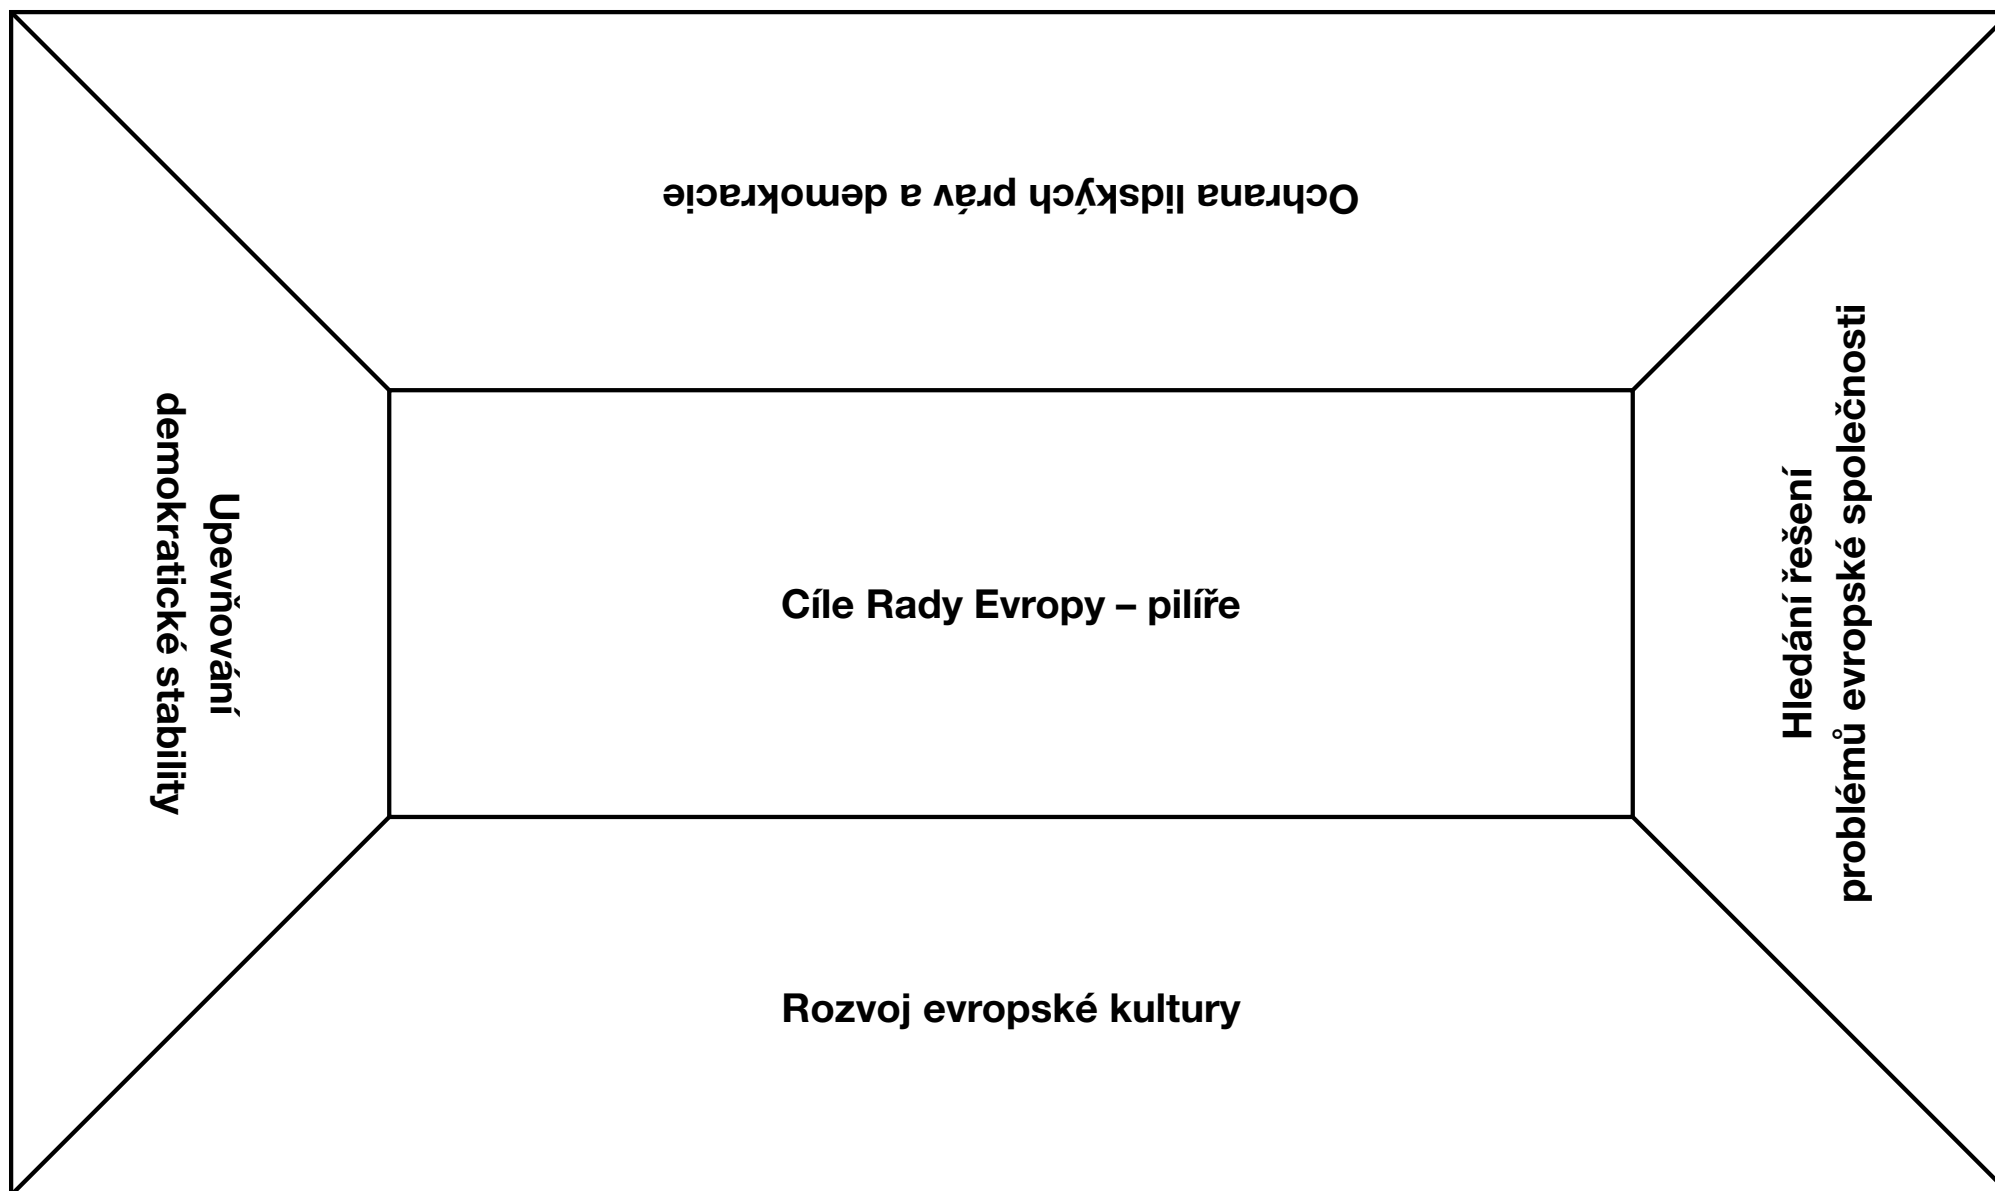 Ochrana lidských práv a demokracie
Upevňování
demokratické stability
Cíle Rady Evropy – pilíře
Hledání řešení
problémů evropské společnosti
Rozvoj evropské kultury